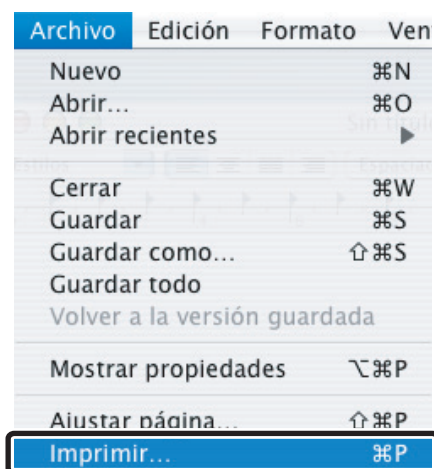 Archivo Edición Formato Ven
Nuevo ⌘N
Abrir... ⌘O
Abrir recientes ▶
Cerrar ⌘W
Guardar ⌘S
Guardar como... ⇧⌘S
Guardar todo
Volver a la versión guardada
Mostrar propiedades ⌥⌘P
Ajustar página... ⇧⌘P
Imprimir... ⌘P